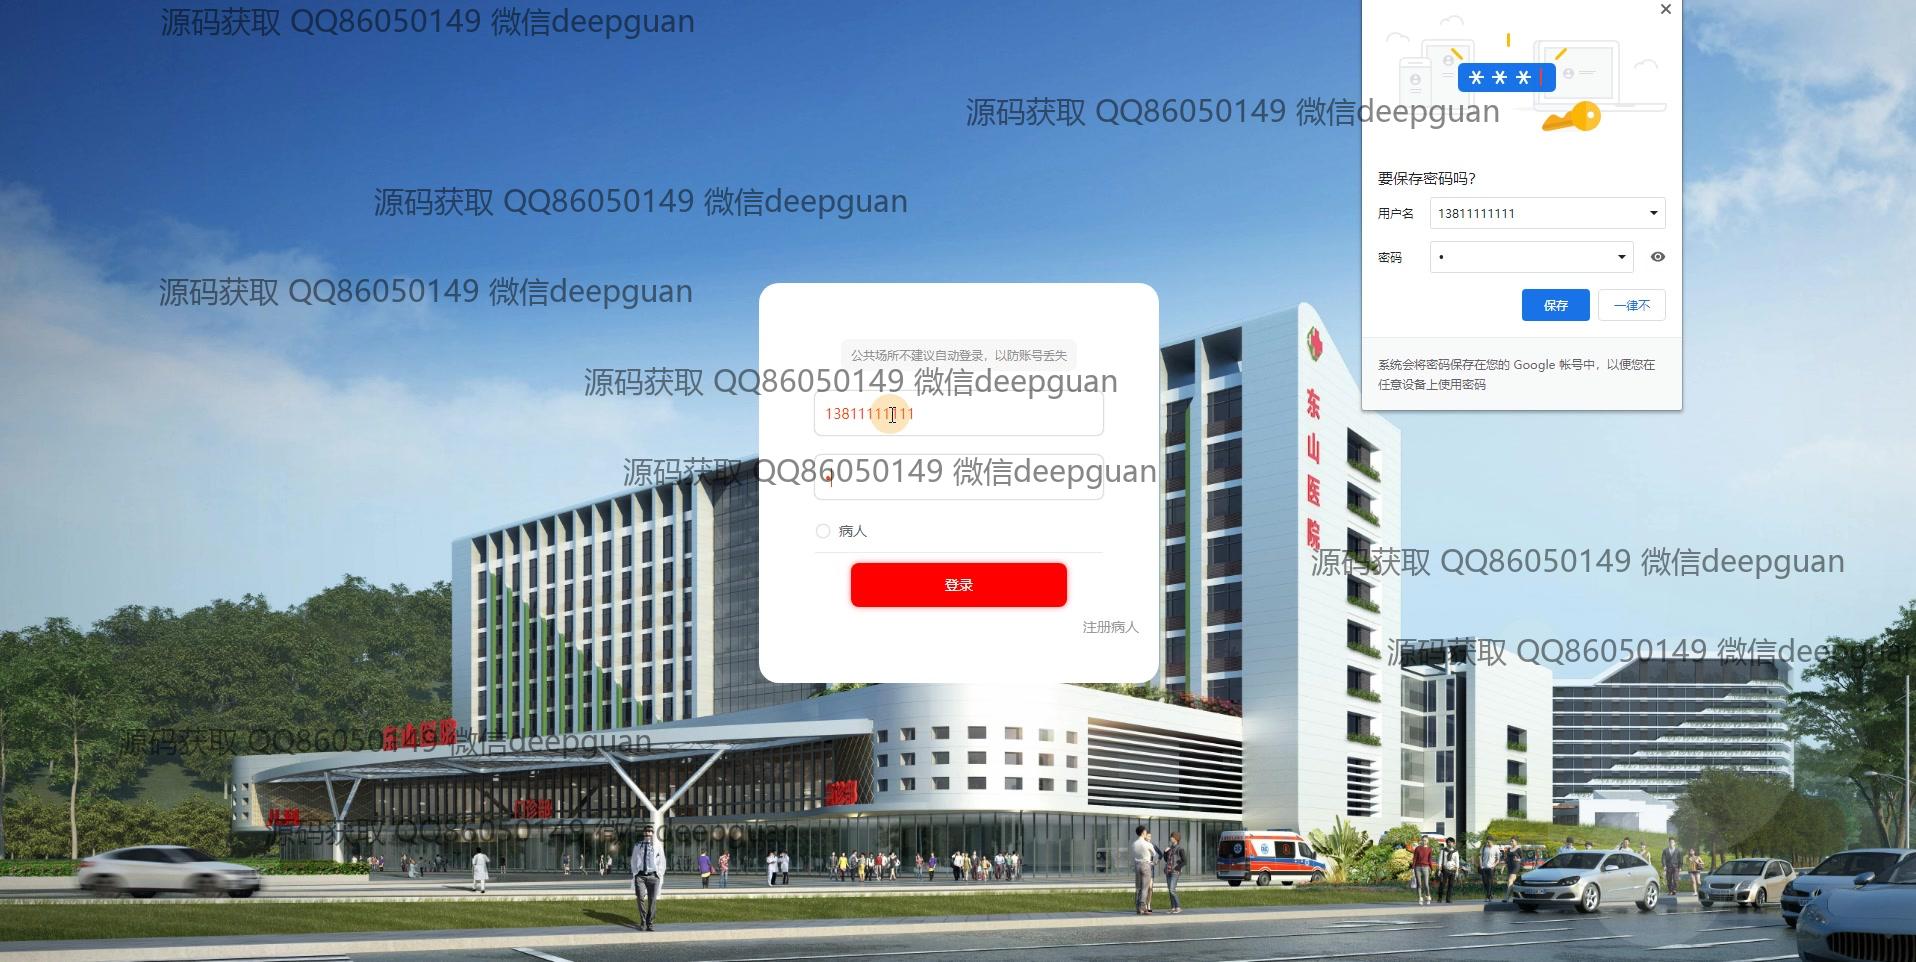 源码获取 QQ86050149 微信deepguan
源码获取 QQ86050149 微信deepguan
源码获取 QQ86050149 微信deepguan
源码获取 QQ86050149 微信deepguan
源码获取 QQ86050149 微信deepguan
源码获取 QQ86050149 微信deepguan
源码获取 QQ86050149 微信deepguan
源码获取 QQ86050149 微信deepguan
源码获取 QQ86050149 微信deepguan
源码获取 QQ86050149 微信deepguan
要保存密码吗?
用户名 13811111111
密码 •
保存 一律不
系统会将密码保存在您的 Google 帐号中，以便您在
任意设备上使用密码
公共场所不建议自动登录，以防账号丢失
13811111111
病人
登录
注册病人
东山医院
东山医院
儿科
门诊部